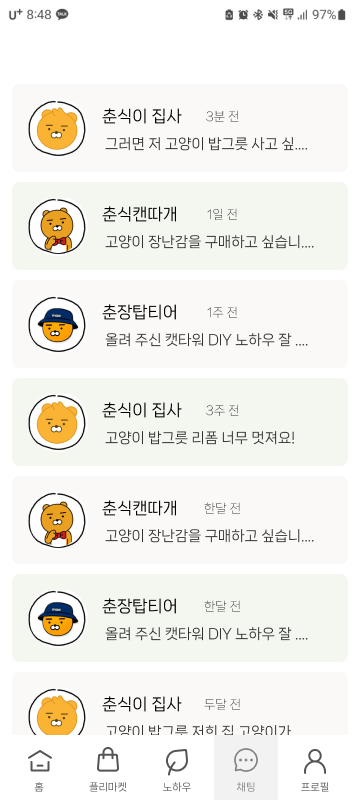 U+ 8:48 TALK 5G 97%
춘식이 집사 3분 전
그러면 저 고양이 밥그릇 사고 싶....
춘식캔따개 1일 전
고양이 장난감을 구매하고 싶습니....
춘장탑티어 1주 전
올려 주신 캣타워 DIY 노하우 잘 ....
춘식이 집사 3주 전
고양이 밥그릇 리폼 너무 멋져요!
춘식캔따개 한달 전
고양이 장난감을 구매하고 싶습니....
춘장탑티어 한달 전
올려 주신 캣타워 DIY 노하우 잘 ....
춘식이 집사 두달 전
고양이 밥그릇 저희 집 고양이가
홈 플리마켓 노하우 채팅 프로필